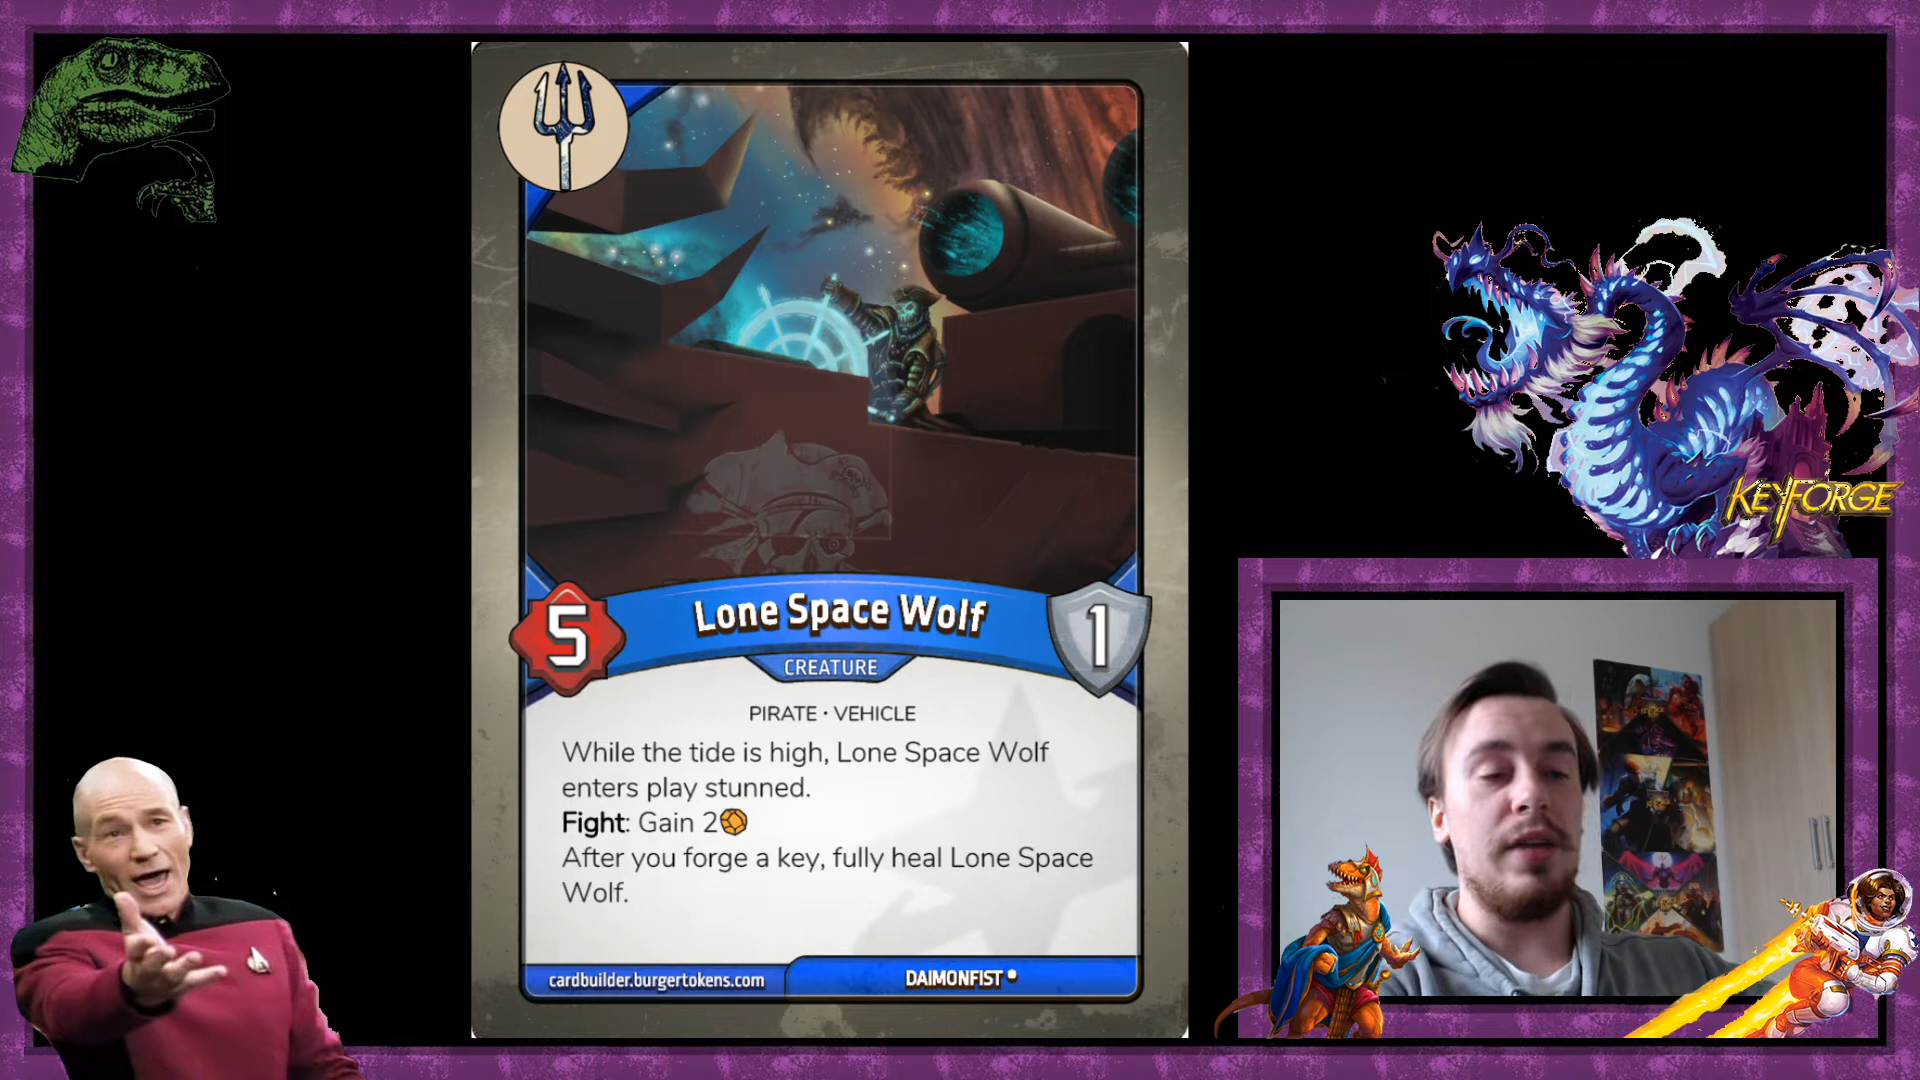 5
Lone Space Wolf
1
CREATURE
PIRATE • VEHICLE
While the tide is high, Lone Space Wolf
enters play stunned.
Fight: Gain 2
After you forge a key, fully heal Lone Space
Wolf.
cardbuilder.burgertokens.com
DAIMONFIST
KEYFORGE